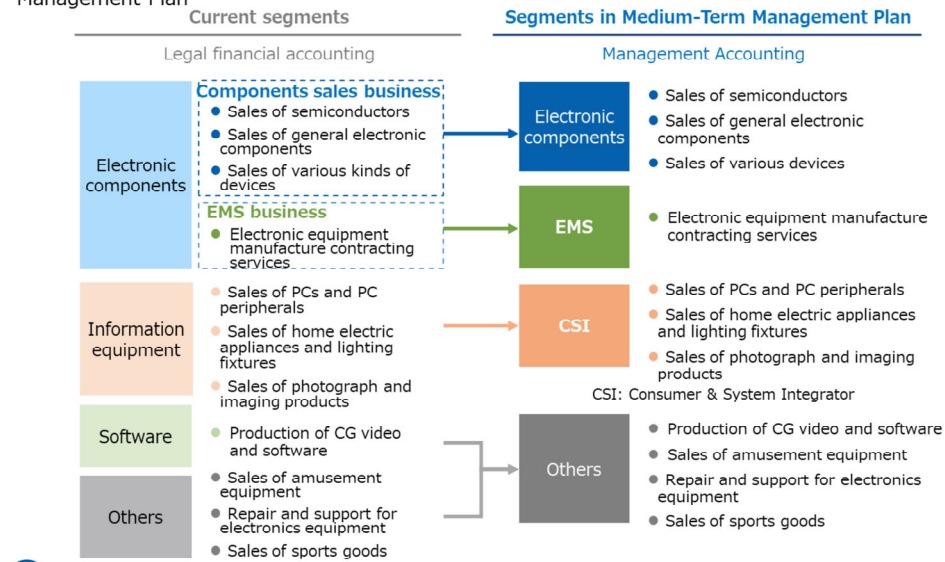 Management Plan
Current segments
Segments in Medium-Term Management Plan
Legal financial accounting
Management Accounting
Electronic
components
Components sales business
Sales of semiconductors
Sales of general electronic
components
Sales of various kinds of
devices
EMS business
Electronic equipment
manufacture contracting
services
Electronic
components
Sales of semiconductors
Sales of general electronic
components
Sales of various devices
EMS
Electronic equipment manufacture
contracting services
Information
equipment
Sales of PCs and PC
peripherals
Sales of home electric
appliances and lighting
fixtures
Sales of photograph and
imaging products
CSI
Sales of PCs and PC peripherals
Sales of home electric appliances
and lighting fixtures
Sales of photograph and imaging
products
CSI: Consumer & System Integrator
Software
Production of CG video
and software
Others
Sales of amusement
equipment
Repair and support for
electronics equipment
Sales of sports goods
Others
Production of CG video and software
Sales of amusement equipment
Repair and support for electronics
equipment
Sales of sports goods